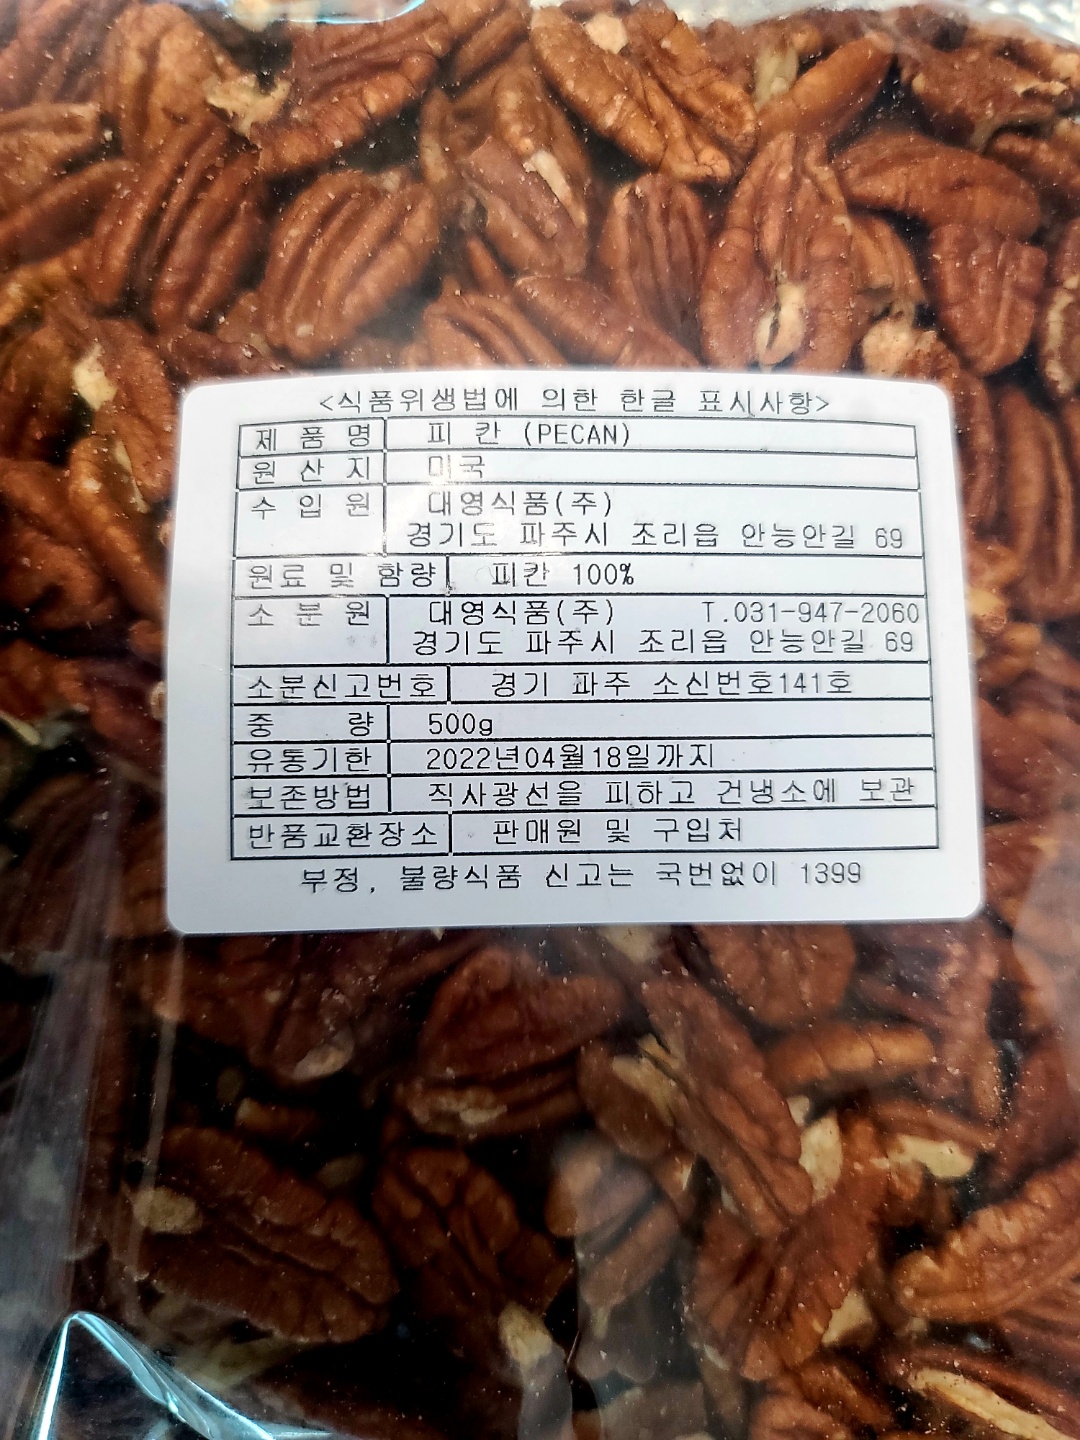 <식품위생법에 의한 한글 표시사항>
제 품 명 피 칸 (PECAN)
원 산 지 미국
수 입 원 대영식품(주)
경기도 파주시 조리읍 안능안길 69
원료 및 함량 피칸 100%
소 분 원 대영식품(주) T.031-947-2060
경기도 파주시 조리읍 안능안길 69
소분신고번호 경기 파주 소신번호141호
중 량 500g
유통기한 2022년04월18일까지
보존방법 직사광선을 피하고 건냉소에 보관
반품교환장소 판매원 및 구입처
부정, 불량식품 신고는 국번없이 1399